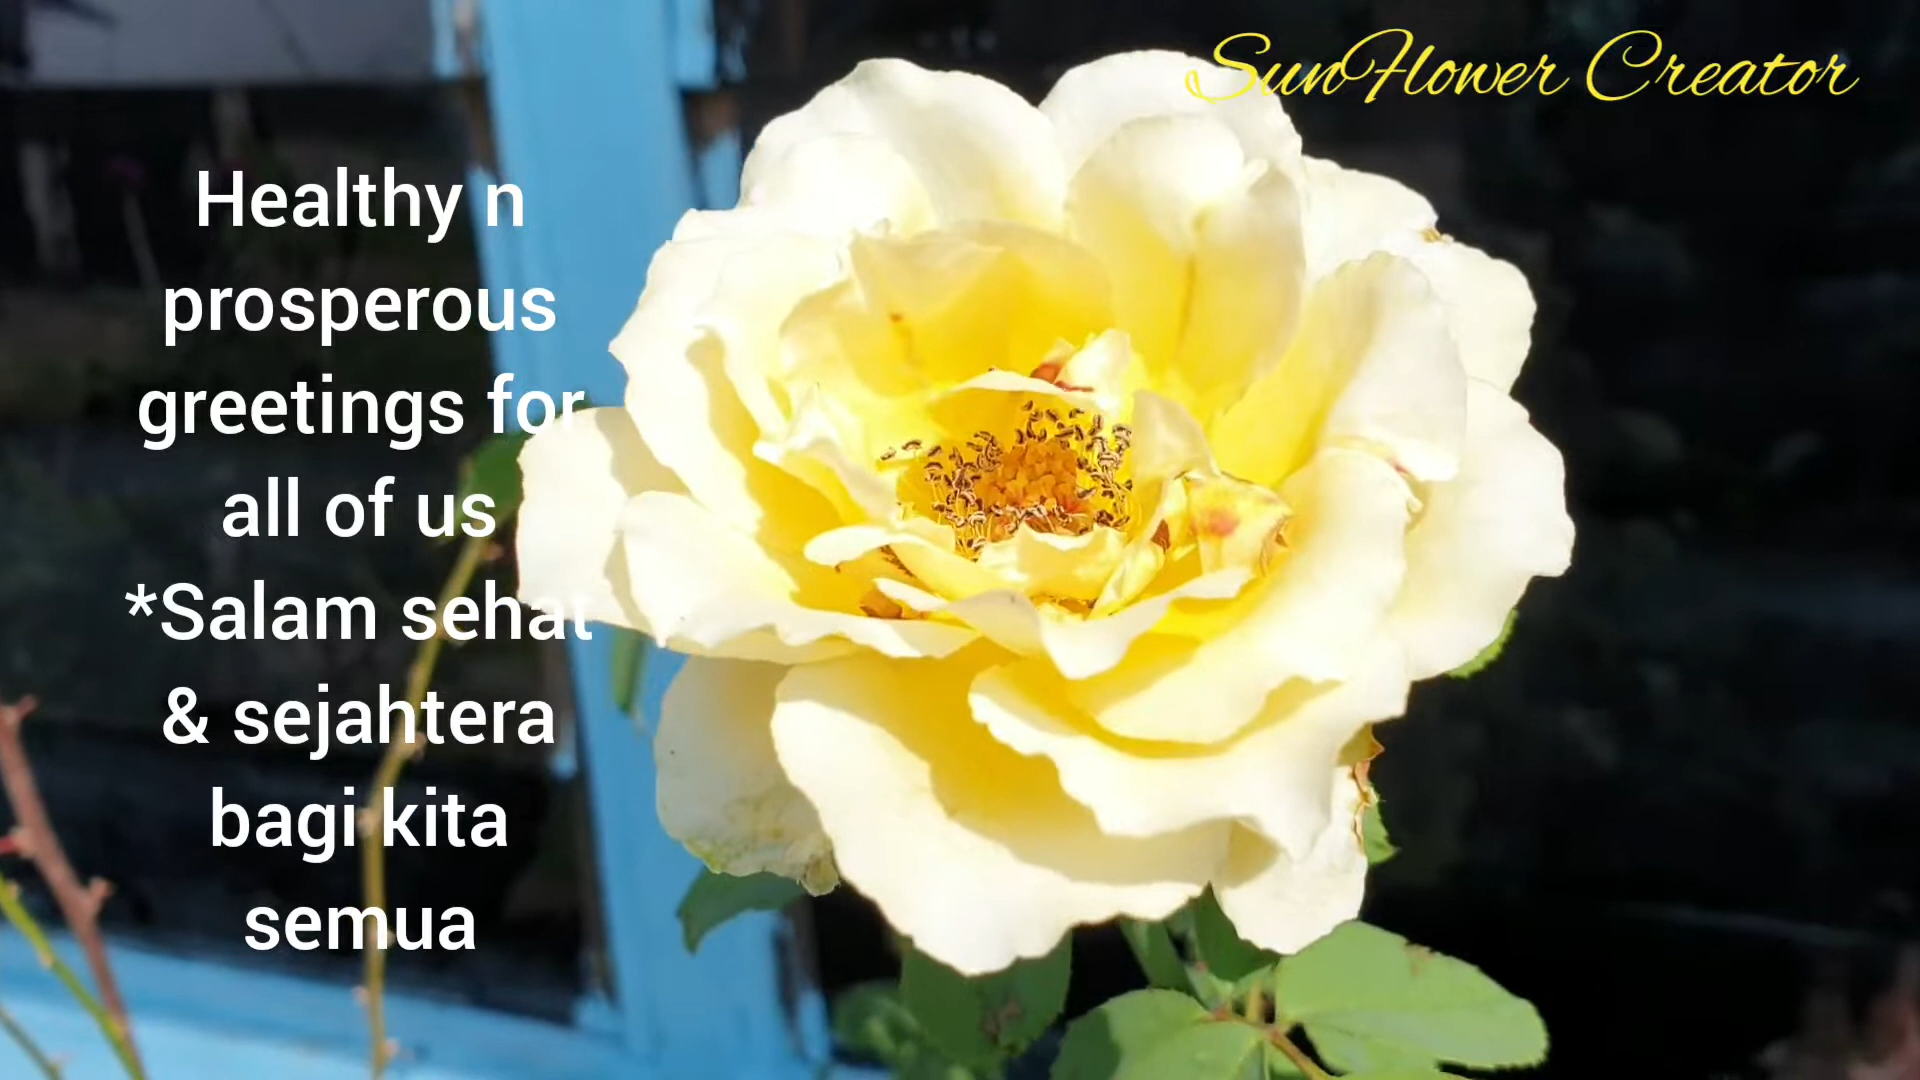 SunFlower Creator
Healthy n
prosperous
greetings for
all of us
*Salam sehat
& sejahtera
bagi kita
semua